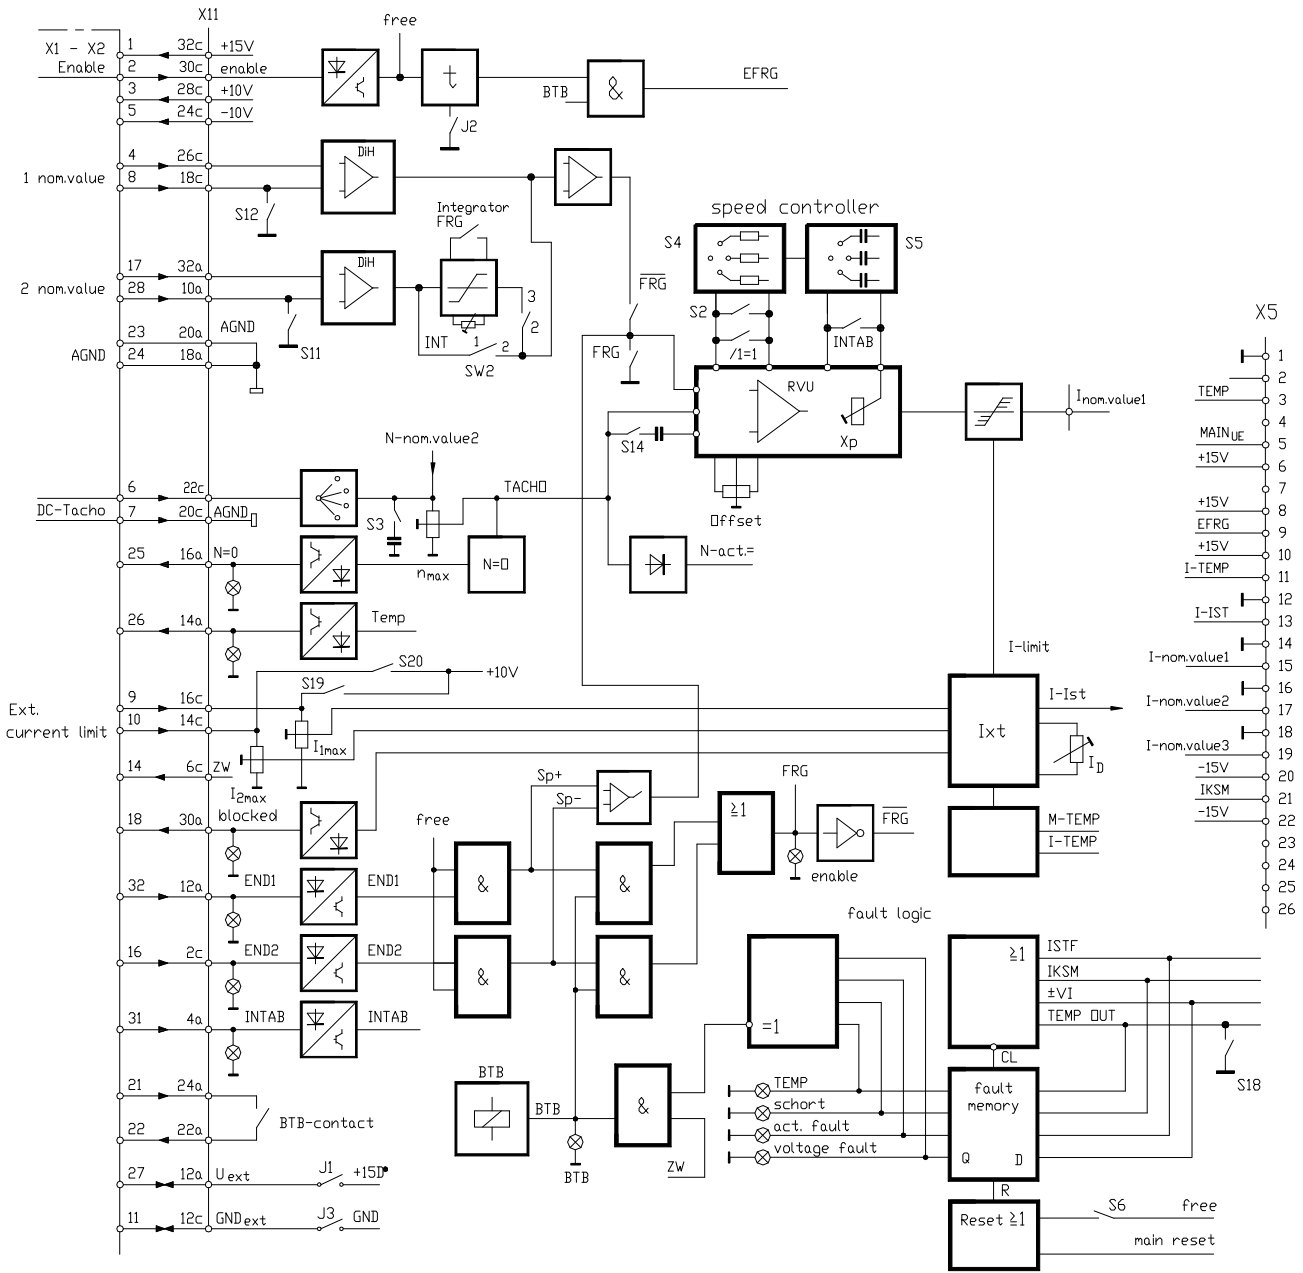 X11
X1 - X2
1 32c +15V
Enable 2 30c enable
3 28c +10V
5 24c -10V
free
t
J2
BTB
&
EFRG
4 26c
1 nom.value
8 18c
S12
DiH
17 32a
2 nom.value
28 10a
S11
DiH
Integrator
FRG
INT
1 2
SW2
3
2
23 20a AGND
AGND 24 18a
speed controller
S4
S5
S2
/1=1
INTAB
FRG
FRG
RVU
Xp
S14
Offset
Inom.value1
N-nom.value2
6 22c
DC-Tacho 7 20c AGND
S3
TACHO
nmax
N=0
N-act.=
25 16a N=0
26 14a
Temp
S20
+10V
S19
9 16c
Ext.
10 14c
current limit
I1max
14 6c ZW
I2max
blocked
18 30a
I-limit
Ixt
I-Ist
ID
M-TEMP
I-TEMP
Sp+
Sp-
free
≥1
FRG
FRG
enable
32 12a END1 END1
&
&
16 2c END2 END2
&
&
31 4a INTAB INTAB
21 24a
22 22a
BTB-contact
27 12a Uext J1 +15D
11 12c GNDext J3 GND
BTB
BTB
BTB
&
ZW
fault logic
=1
≥1
ISTF
IKSM
±VI
TEMP OUT
CL
S18
TEMP
schort
act. fault
voltage fault
fault
memory
Q D
R
Reset ≥1
S6 free
main reset
X5
1
2
TEMP 3
4
MAINUE 5
+15V 6
7
+15V 8
EFRG 9
+15V 10
I-TEMP 11
12
I-IST 13
14
I-nom.value1 15
16
I-nom.value2 17
18
I-nom.value3 19
-15V 20
IKSM 21
-15V 22
23
24
25
26